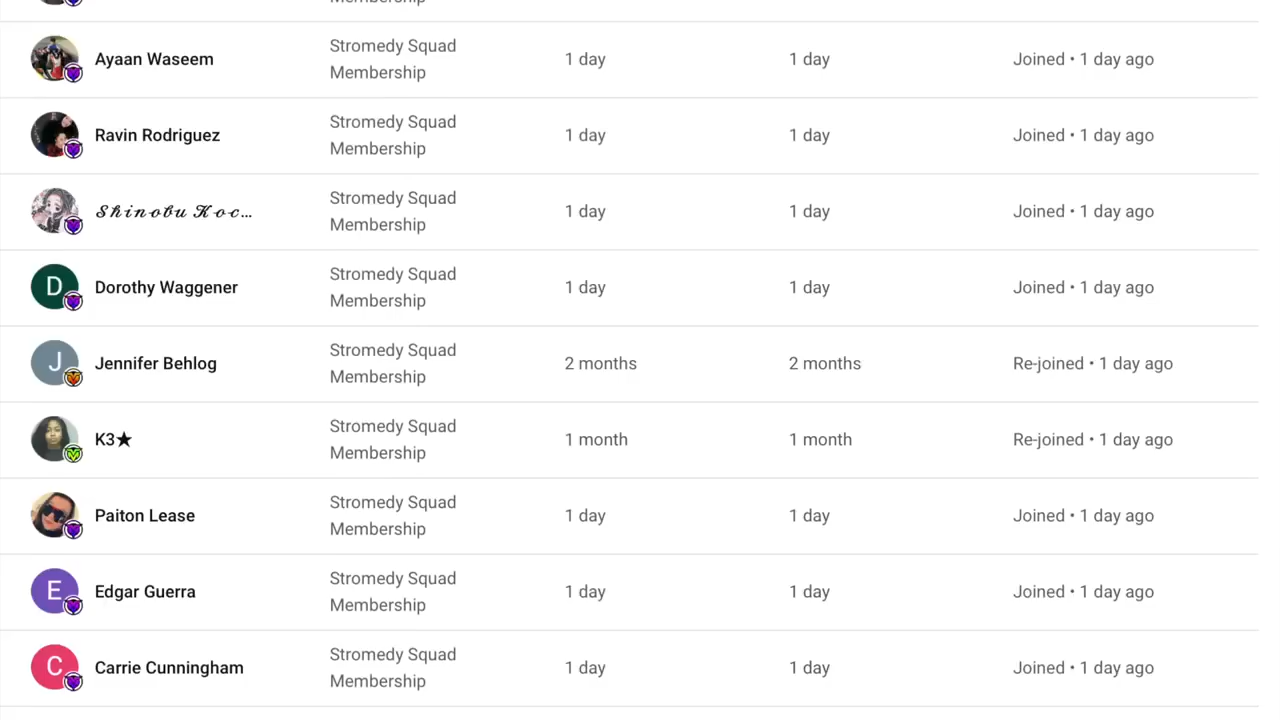 Membership
Ayaan Waseem
Stromedy Squad
Membership
1 day
1 day
Joined • 1 day ago
Ravin Rodriguez
Stromedy Squad
Membership
1 day
1 day
Joined • 1 day ago
𝓢𝓱𝓲𝓷𝓸𝓫𝓾 𝓚𝓸𝓬...
Stromedy Squad
Membership
1 day
1 day
Joined • 1 day ago
D
Dorothy Waggener
Stromedy Squad
Membership
1 day
1 day
Joined • 1 day ago
J
Jennifer Behlog
Stromedy Squad
Membership
2 months
2 months
Re-joined • 1 day ago
K3★
Stromedy Squad
Membership
1 month
1 month
Re-joined • 1 day ago
Paiton Lease
Stromedy Squad
Membership
1 day
1 day
Joined • 1 day ago
E
Edgar Guerra
Stromedy Squad
Membership
1 day
1 day
Joined • 1 day ago
C
Carrie Cunningham
Stromedy Squad
Membership
1 day
1 day
Joined • 1 day ago